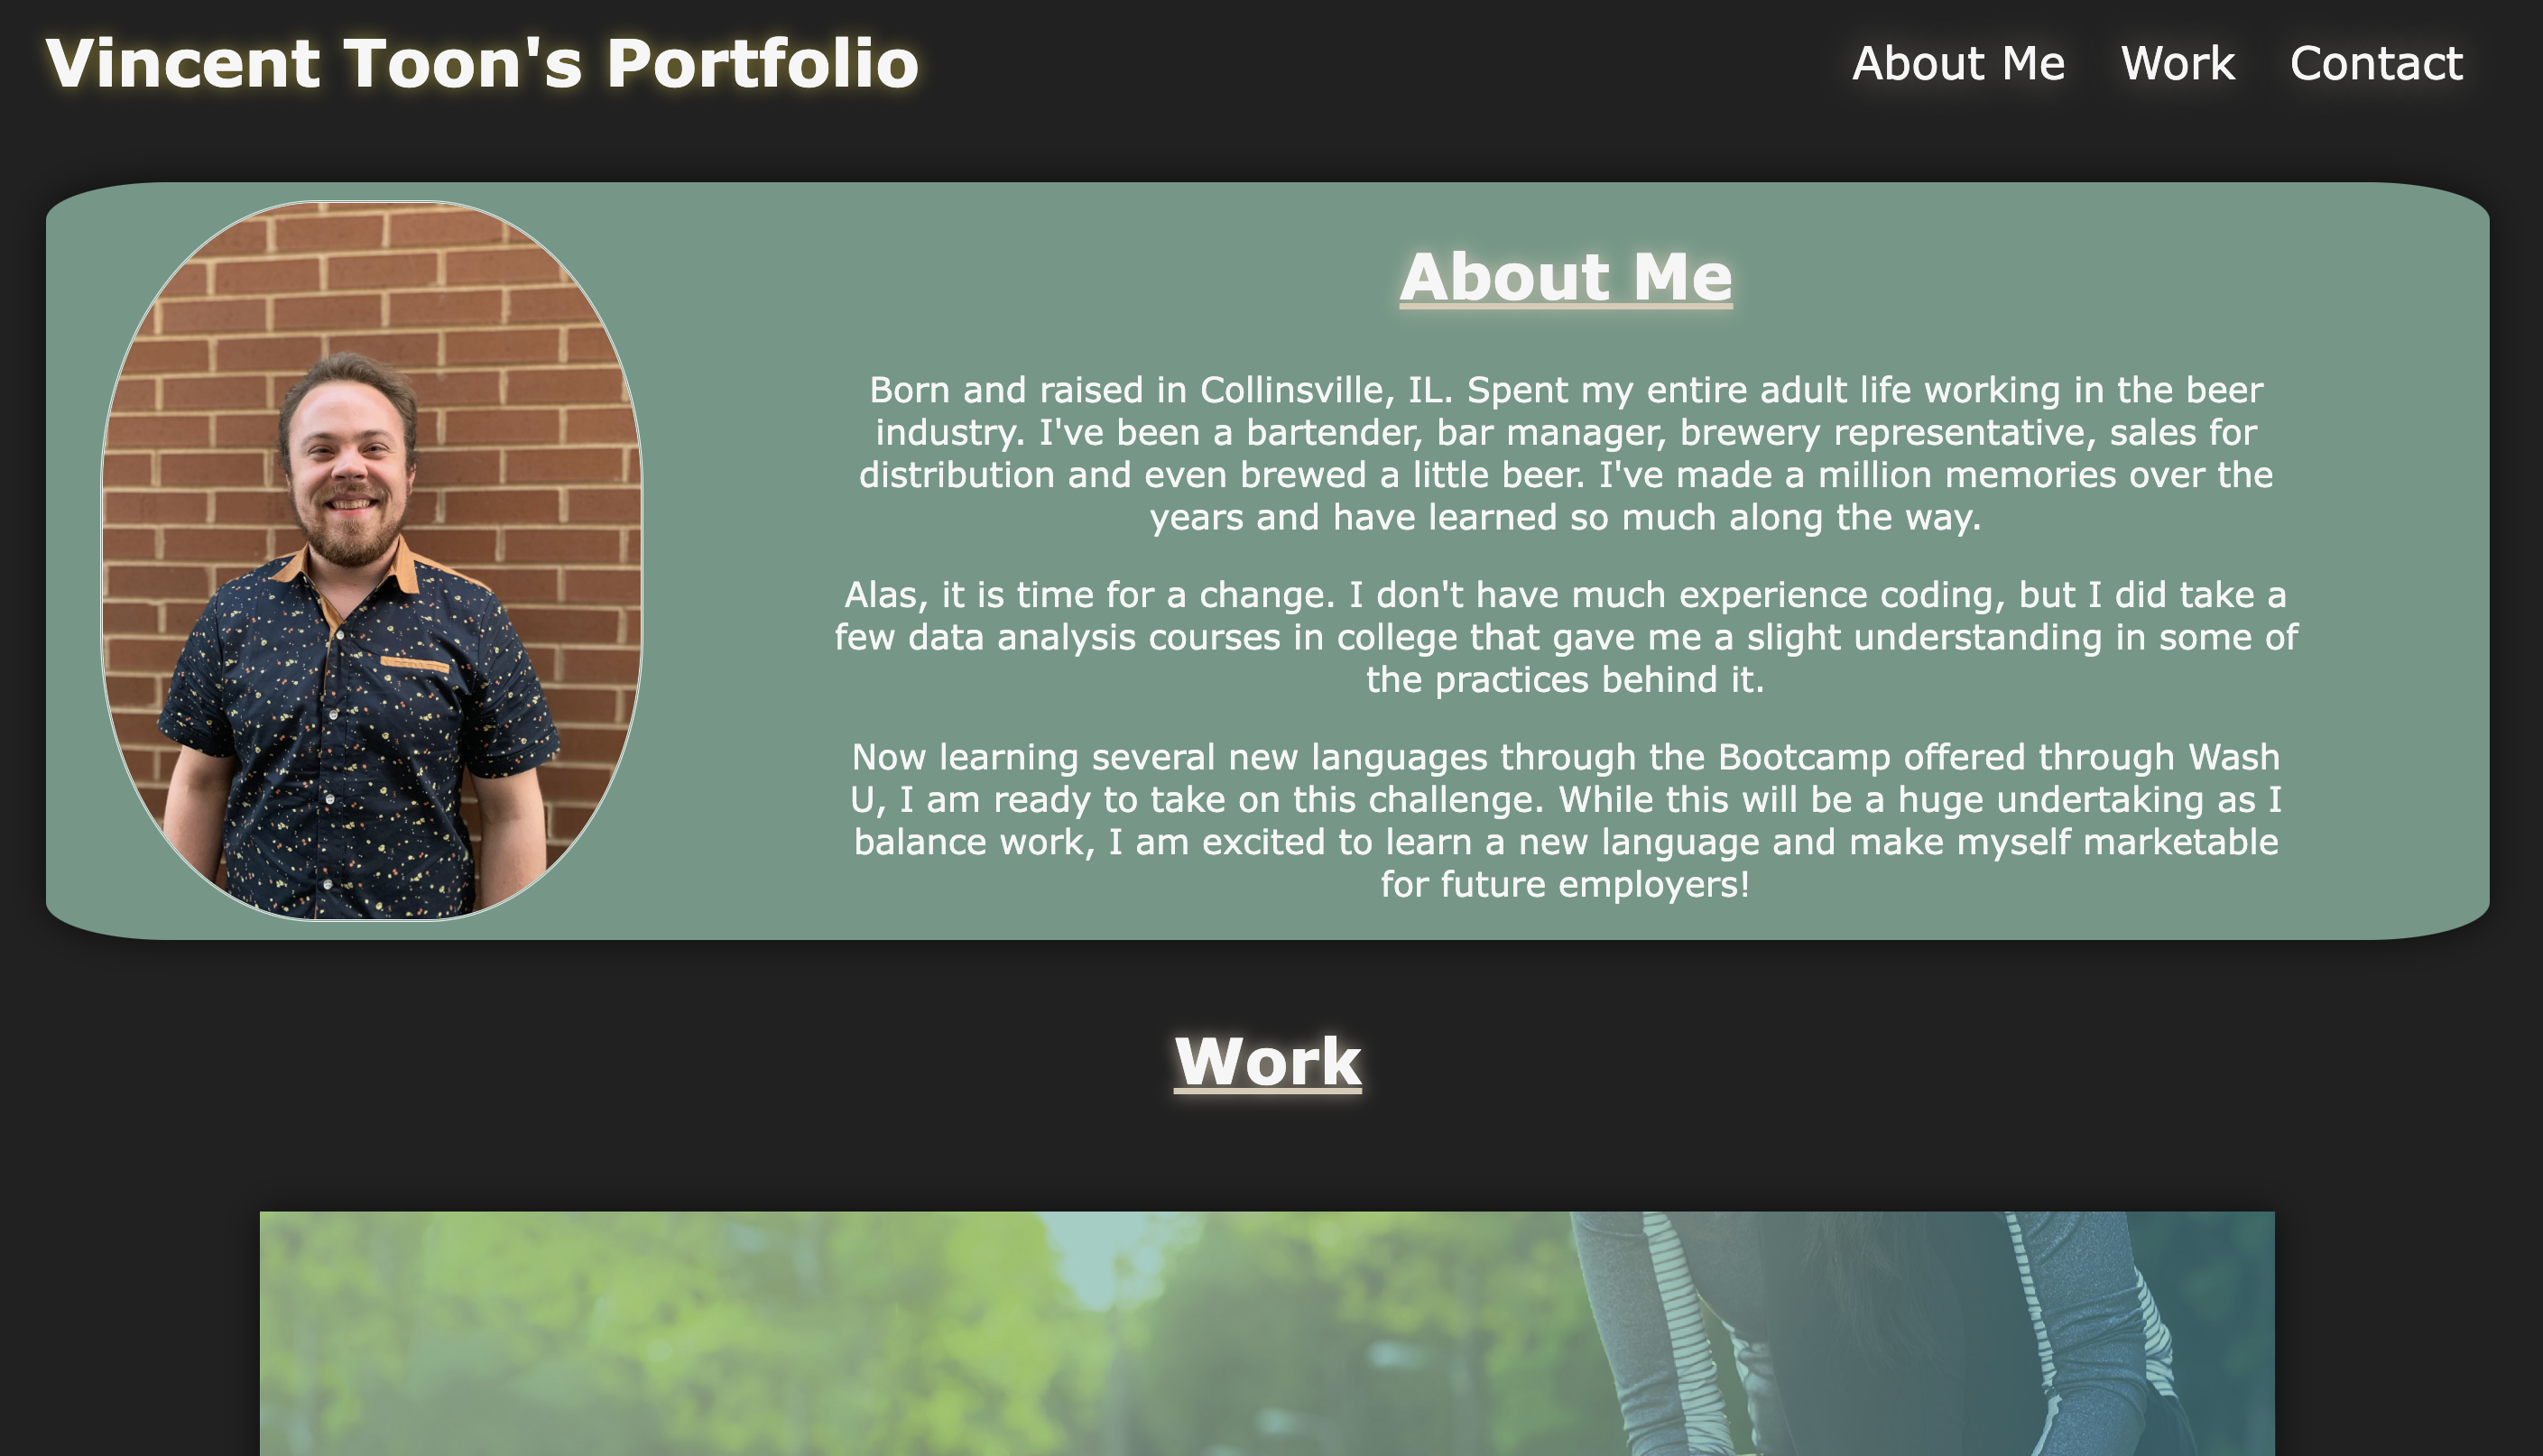 Vincent Toon's Portfolio
About Me
Work
Contact
About Me
Born and raised in Collinsville, IL. Spent my entire adult life working in the beer
industry. I've been a bartender, bar manager, brewery representative, sales for
distribution and even brewed a little beer. I've made a million memories over the
years and have learned so much along the way.
Alas, it is time for a change. I don't have much experience coding, but I did take a
few data analysis courses in college that gave me a slight understanding in some of
the practices behind it.
Now learning several new languages through the Bootcamp offered through Wash
U, I am ready to take on this challenge. While this will be a huge undertaking as I
balance work, I am excited to learn a new language and make myself marketable
for future employers!
Work